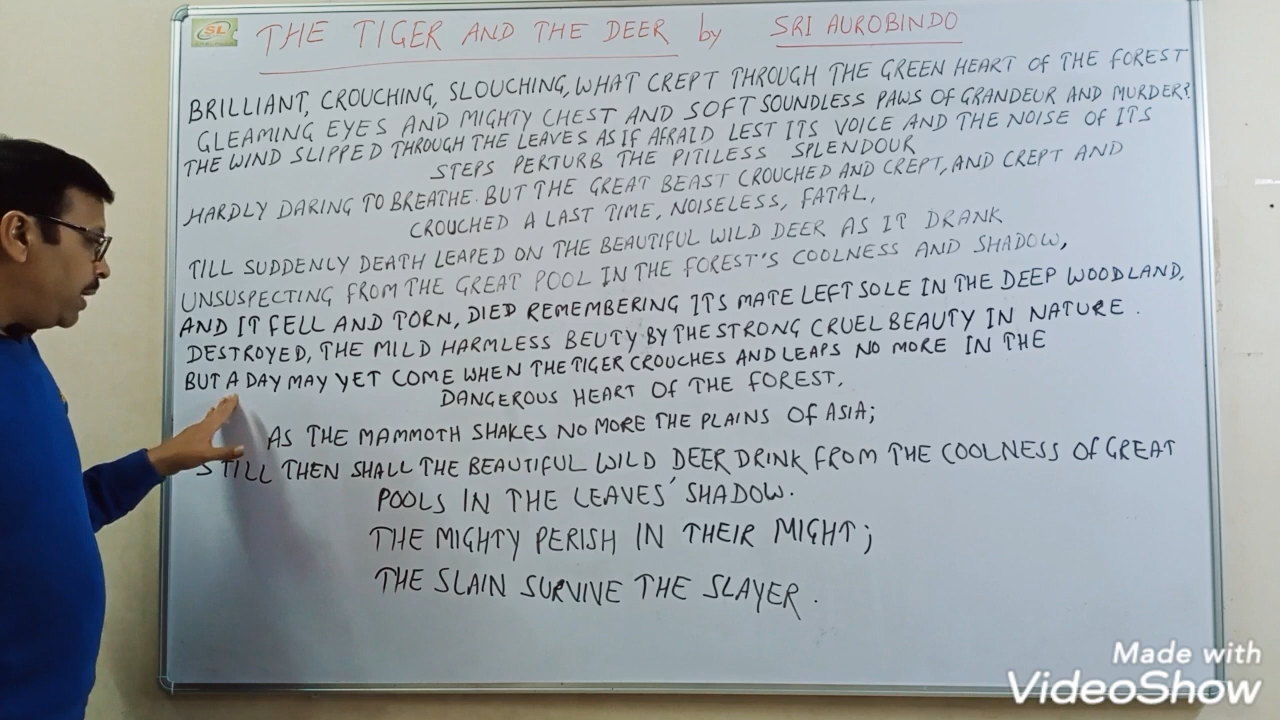 SL
THE TIGER AND THE DEER by SRI AUROBINDO
BRILLIANT, CROUCHING, SLOUCHING, WHAT CREPT THROUGH THE GREEN HEART OF THE FOREST
GLEAMING EYES AND MIGHTY CHEST AND SOFT SOUNDLESS PAWS OF GRANDEUR AND MURDER?
THE WIND SLIPPED THROUGH THE LEAVES AS IF AFRAID LEST ITS VOICE AND THE NOISE OF ITS
STEPS PERTURB THE PITILESS SPLENDOUR
HARDLY DARING TO BREATHE. BUT THE GREAT BEAST CROUCHED AND CREPT, AND CREPT AND
CROUCHED A LAST TIME, NOISELESS, FATAL,
TILL SUDDENLY DEATH LEAPED ON THE BEAUTIFUL WILD DEER AS IT DRANK
UNSUSPECTING FROM THE GREAT POOL IN THE FOREST'S COOLNESS AND SHADOW,
AND IT FELL AND TORN, DIED REMEMBERING ITS MATE LEFT SOLE IN THE DEEP WOODLAND,
DESTROYED, THE MILD HARMLESS BEUTY BY THE STRONG CRUEL BEAUTY IN NATURE.
BUT A DAY MAY YET COME WHEN THE TIGER CROUCHES AND LEAPS NO MORE IN THE
DANGEROUS HEART OF THE FOREST,
AS THE MAMMOTH SHAKES NO MORE THE PLAINS OF ASIA;
STILL THEN SHALL THE BEAUTIFUL WILD DEER DRINK FROM THE COOLNESS OF GREAT
POOLS IN THE LEAVES' SHADOW.
THE MIGHTY PERISH IN THEIR MIGHT;
THE SLAIN SURVIVE THE SLAYER.
Made with
VideoShow